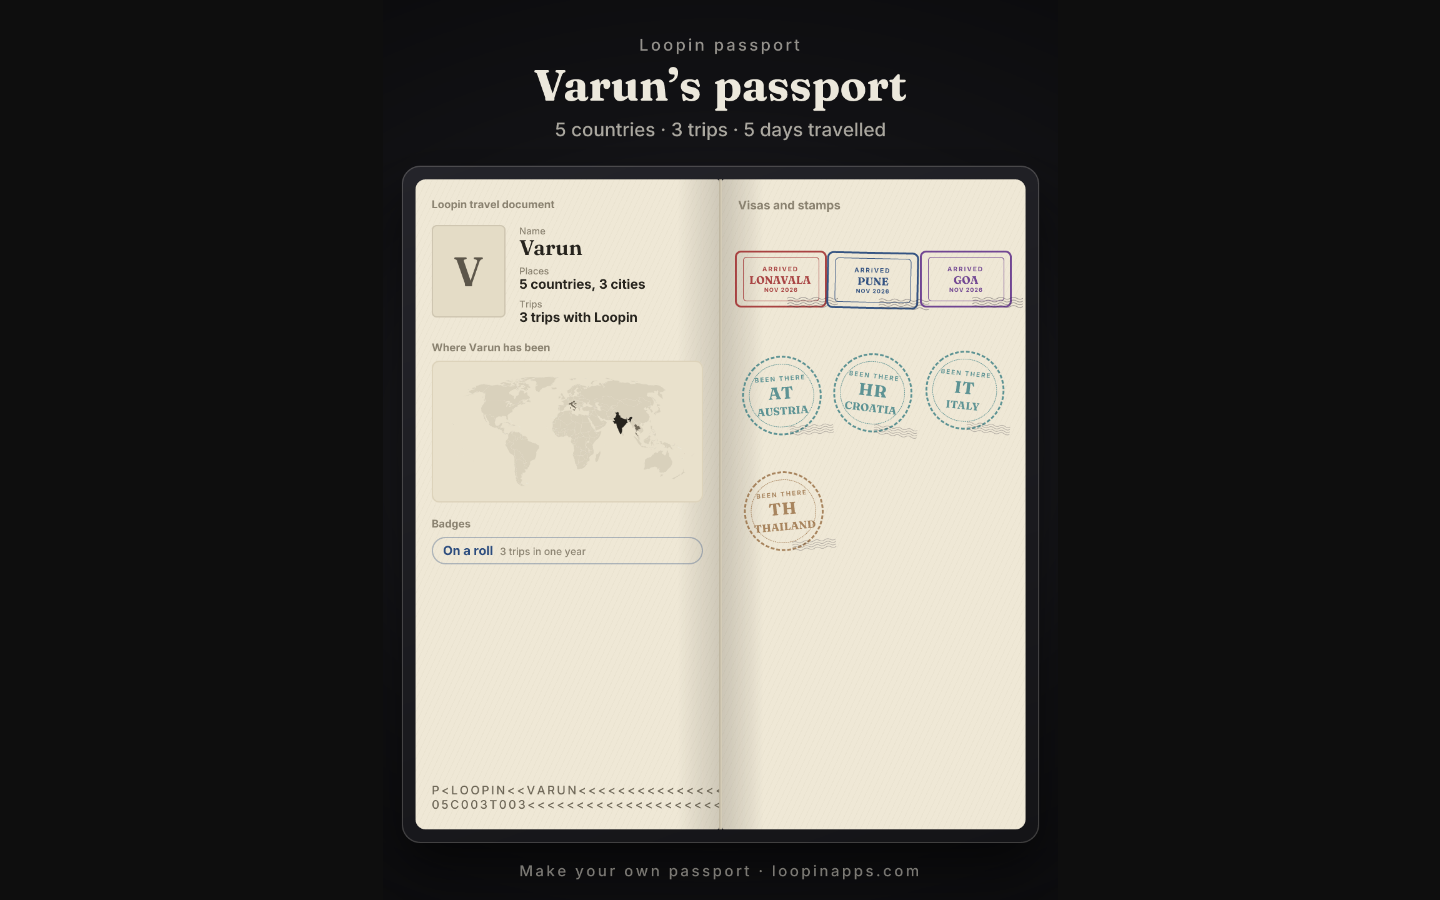 Loopin passport
Varun’s passport
5 countries · 3 trips · 5 days travelled
Loopin travel document
V
Name
Varun
Places
5 countries, 3 cities
Trips
3 trips with Loopin
Where Varun has been
Badges
On a roll 3 trips in one year
P<LOOPIN<<VARUN<<<<<<<<<<<<<<<
05C003T003<<<<<<<<<<<<<<<<<<<<
Visas and stamps
ARRIVED
LONAVALA
NOV 2026
ARRIVED
PUNE
NOV 2026
ARRIVED
GOA
NOV 2026
BEEN THERE
AT
AUSTRIA
BEEN THERE
HR
CROATIA
BEEN THERE
IT
ITALY
BEEN THERE
TH
THAILAND
Make your own passport · loopinapps.com